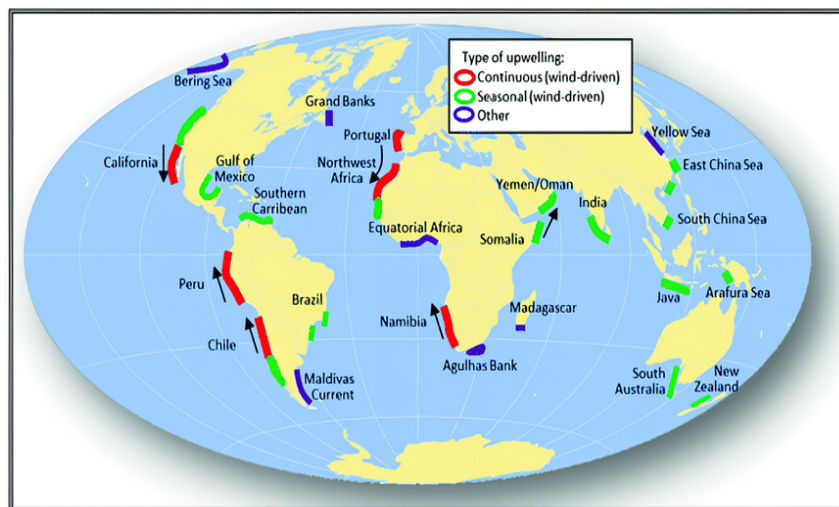 Type of upwelling:
Continuous (wind-driven)
Seasonal (wind-driven)
Other
Bering Sea
Grand Banks
Portugal
Yellow Sea
California
Gulf of
Mexico
Northwest
Africa
East China Sea
Southern
Carribean
Yemen/Oman
India
Equatorial Africa
Somalia
South China Sea
Peru
Brazil
Namibia
Madagascar
Java
Arafura Sea
Chile
Agulhas Bank
Maldivas
Current
South
Australia
New
Zealand